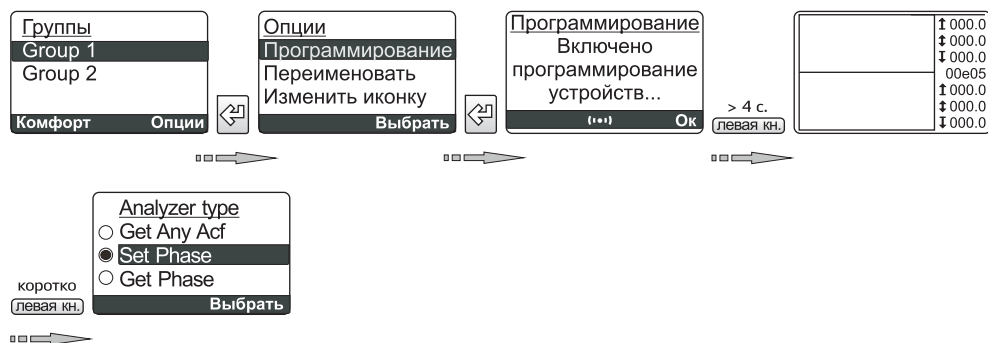 Группы
Group 1
Group 2
Комфорт Опции
Опции
Программирование
Переименовать
Изменить иконку
Выбрать
Программирование
Включено
программирование
устройств...
Ок
> 4 с.
левая кн.
000.0
000.0
000.0
00e05
000.0
000.0
000.0
коротко
левая кн.
Analyzer type
Get Any Acf
Set Phase
Get Phase
Выбрать